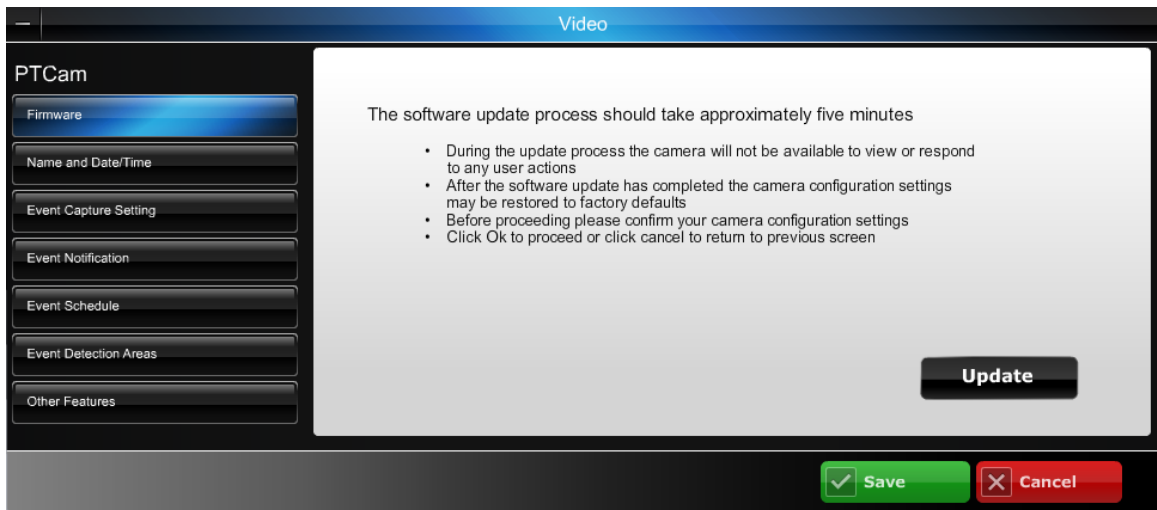 Video
PTCam
Firmware
Name and Date/Time
Event Capture Setting
Event Notification
Event Schedule
Event Detection Areas
Other Features
The software update process should take approximately five minutes
• During the update process the camera will not be available to view or respond
to any user actions
• After the software update has completed the camera configuration settings
may be restored to factory defaults
• Before proceeding please confirm your camera configuration settings
• Click Ok to proceed or click cancel to return to previous screen
Update
Save
Cancel